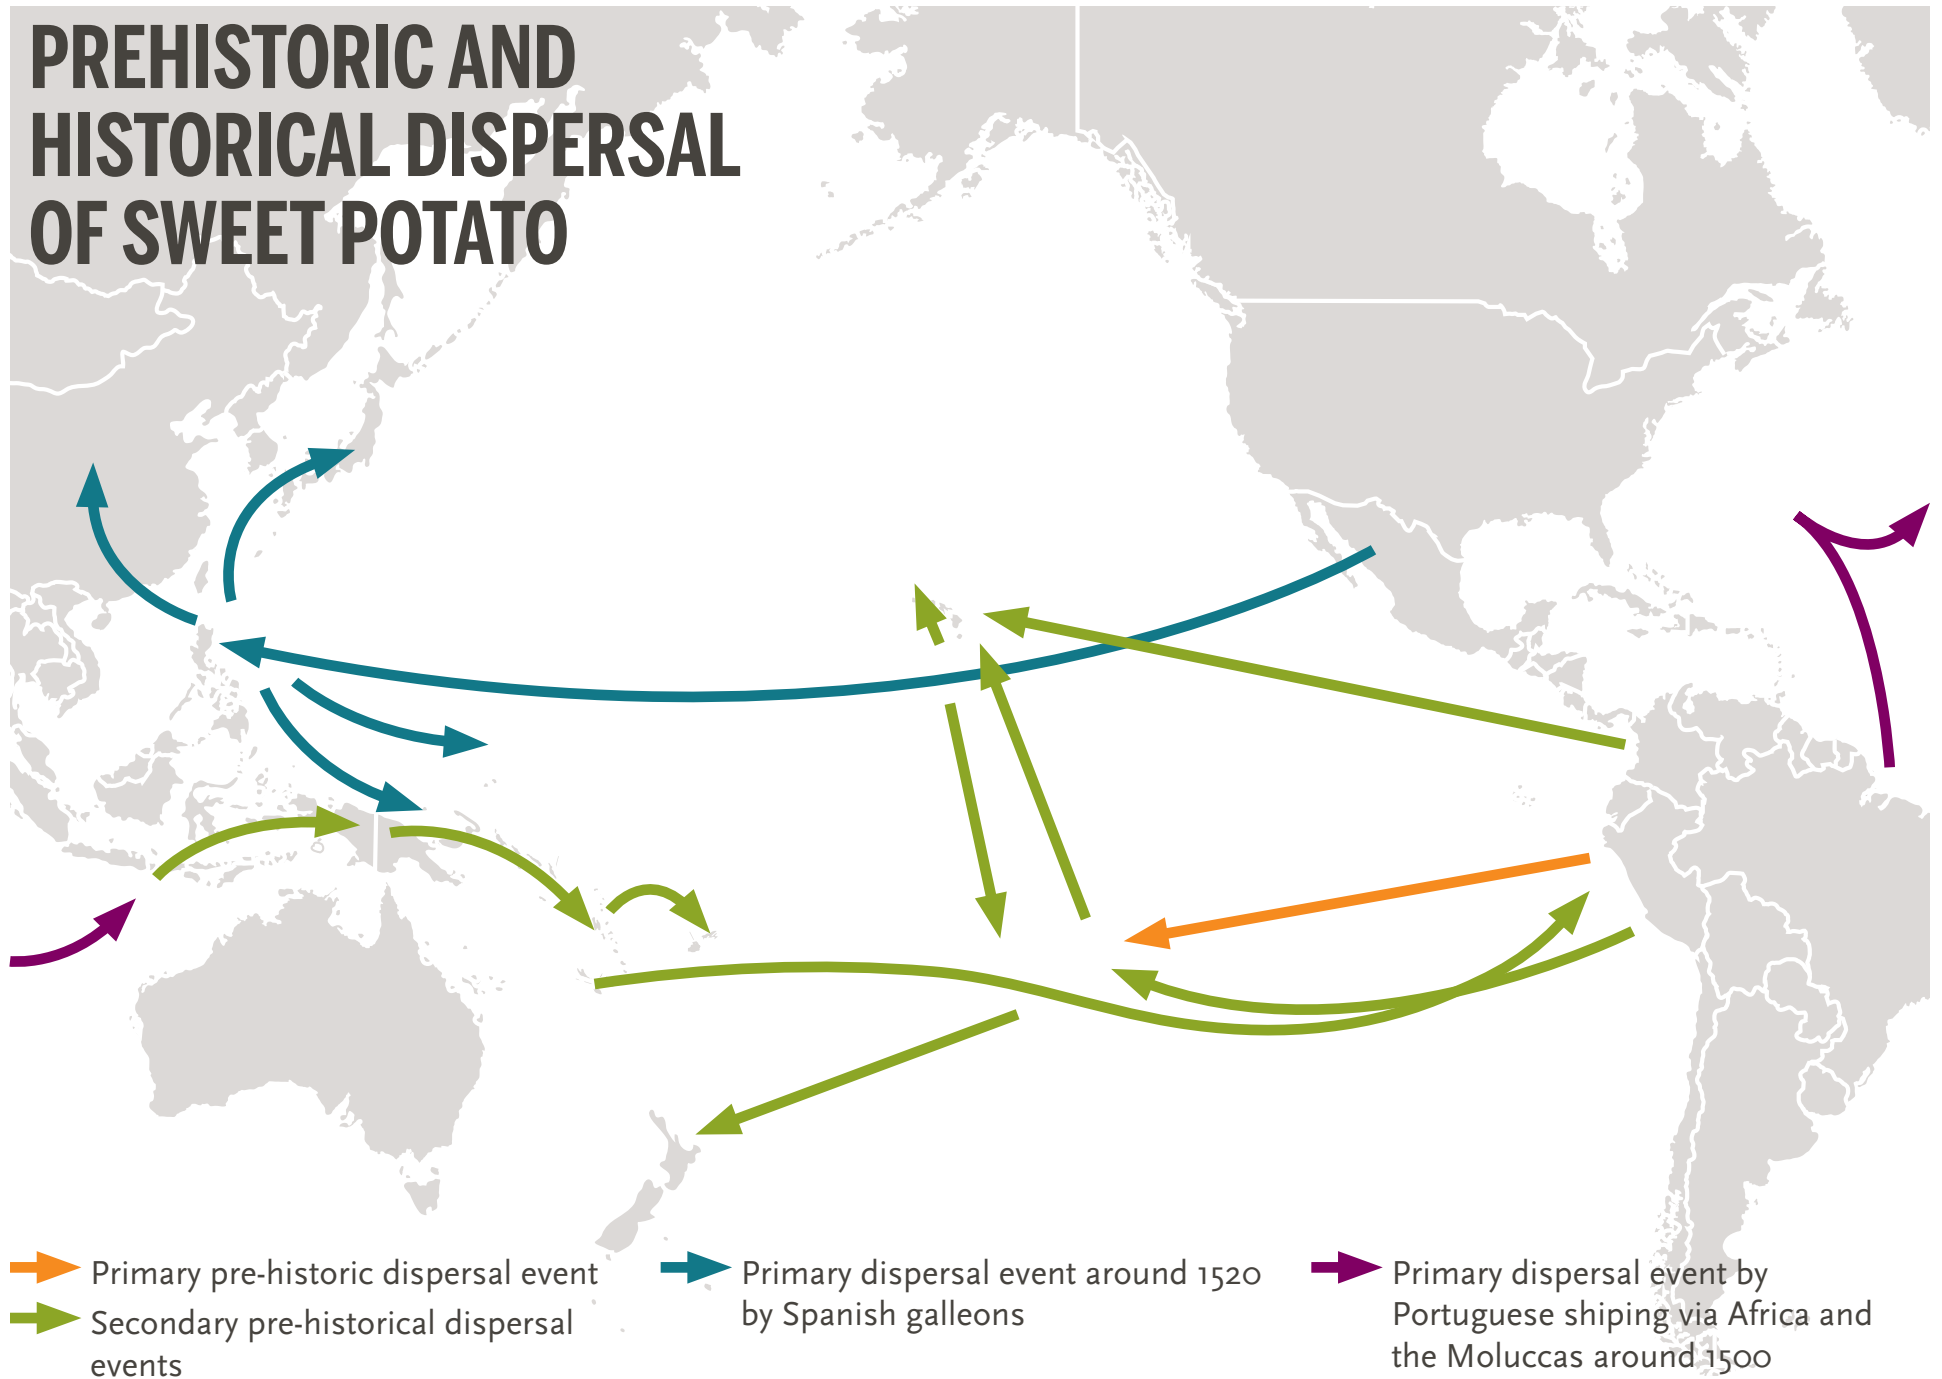 PREHISTORIC AND
HISTORICAL DISPERSAL
OF SWEET POTATO
Primary pre-historic dispersal event
Secondary pre-historical dispersal
events
Primary dispersal event around 1520
by Spanish galleons
Primary dispersal event by
Portuguese shiping via Africa and
the Moluccas around 1500